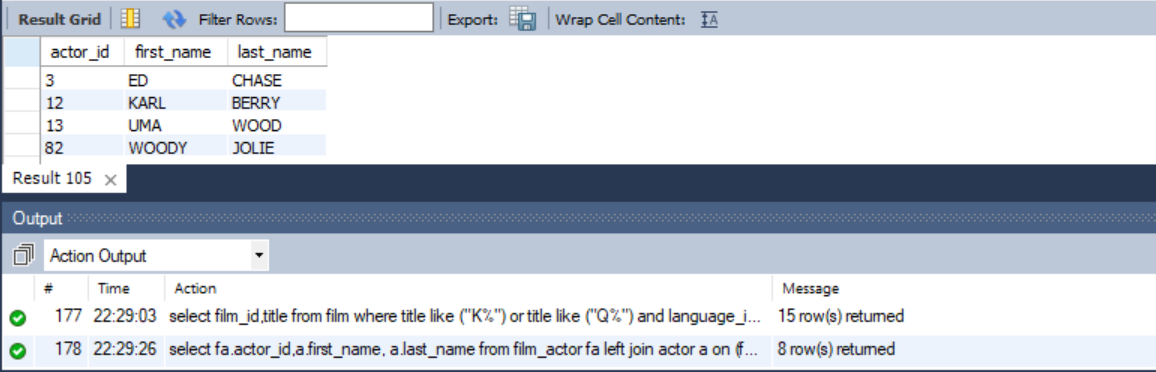 Result Grid Filter Rows: Export: Wrap Cell Content: IA
actor_id first_name last_name
3 ED CHASE
12 KARL BERRY
13 UMA WOOD
82 WOODY JOLIE
Result 105 ×
Output
Action Output
# Time Action Message
177 22:29:03 select film_id,title from film where title like ("K%") or title like ("Q%") and language_i... 15 row(s) returned
178 22:29:26 select fa.actor_id,a.first_name, a.last_name from film_actor fa left join actor a on (f... 8 row(s) returned